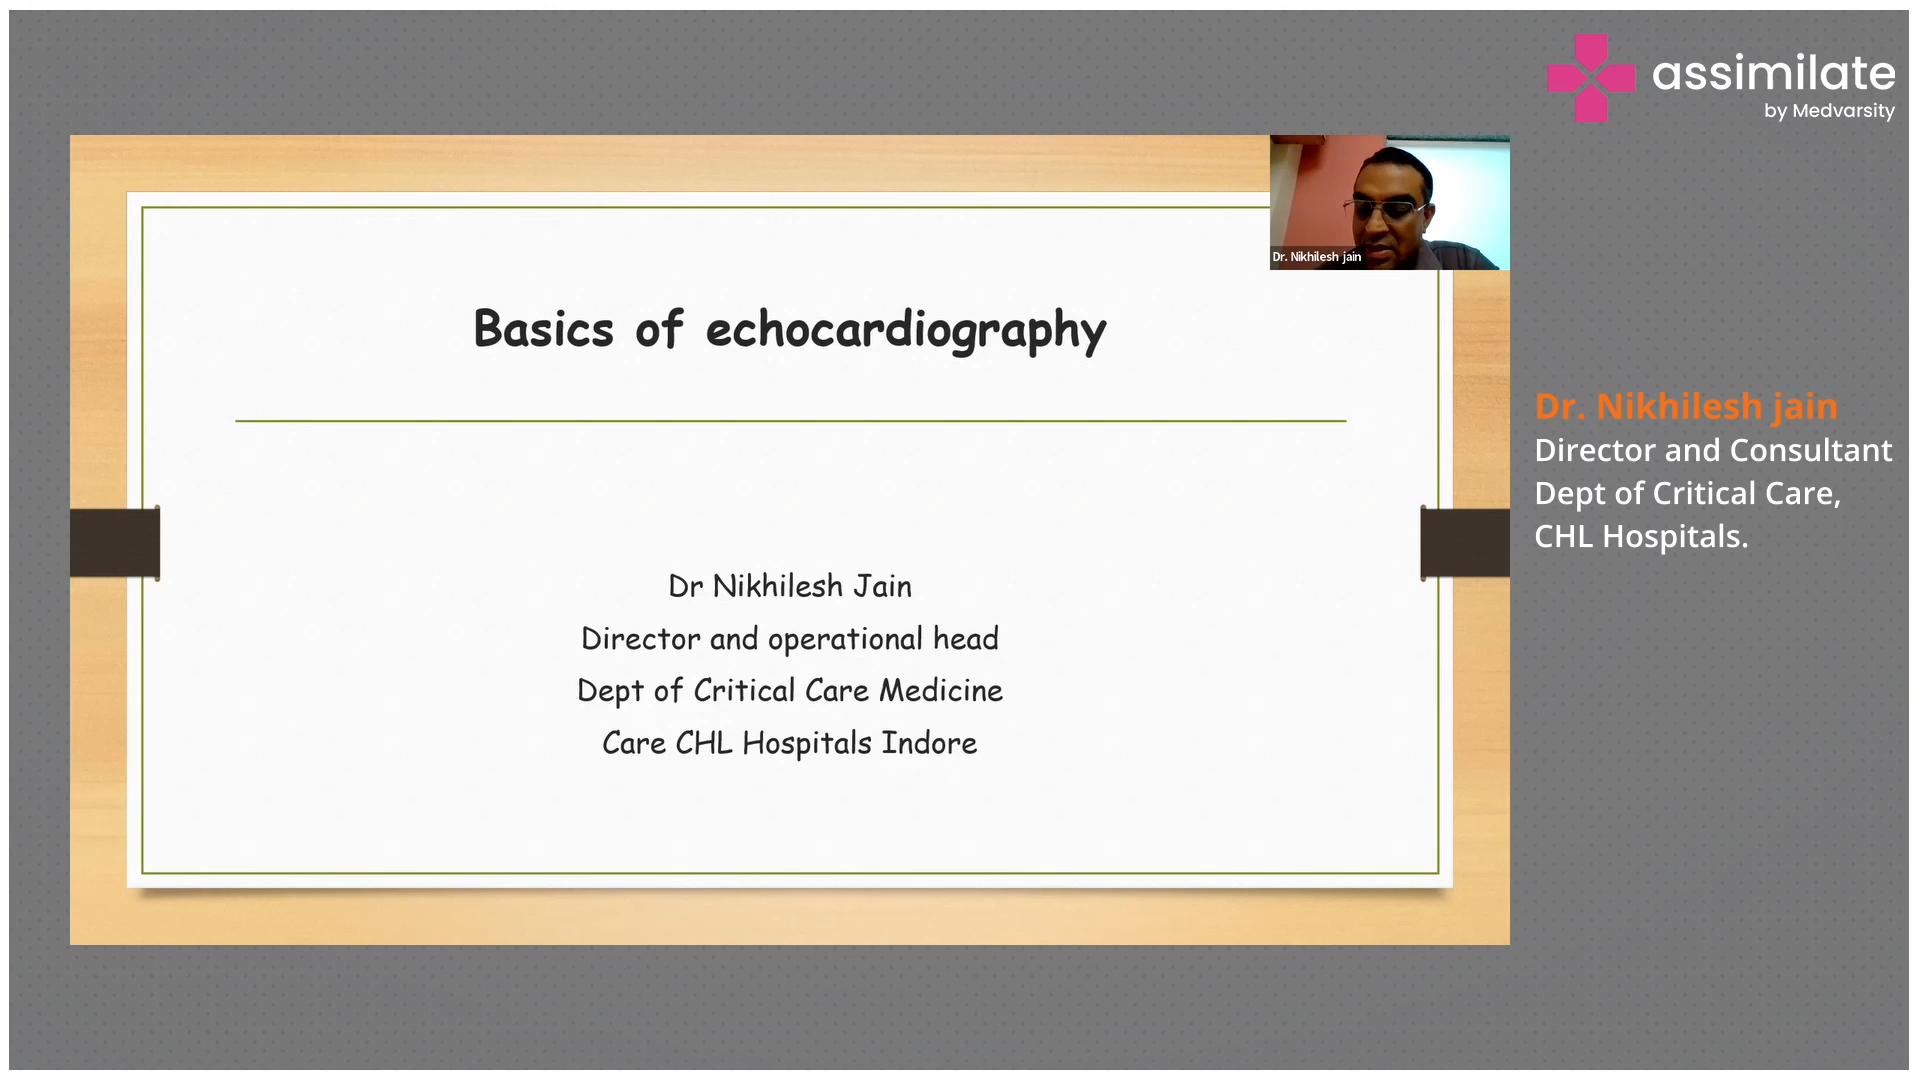 assimilate
by Medvarsity
Dr. Nikhilesh jain
Basics of echocardiography
Dr Nikhilesh Jain
Director and operational head
Dept of Critical Care Medicine
Care CHL Hospitals Indore
Dr. Nikhilesh jain
Director and Consultant
Dept of Critical Care,
CHL Hospitals.